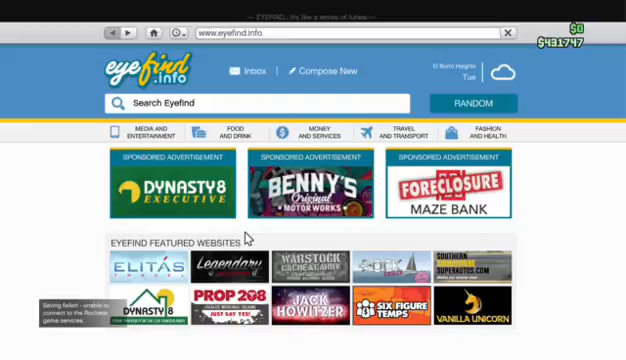 EYEFIND... It's like a series of tubes
www.eyefind.info
$0
$431747
eyefind
.info
Inbox
Compose New
El Burro Heights
Tue
Search Eyefind
RANDOM
MEDIA AND ENTERTAINMENT
FOOD AND DRINK
MONEY AND SERVICES
TRAVEL AND TRANSPORT
FASHION AND HEALTH
SPONSORED ADVERTISEMENT
SPONSORED ADVERTISEMENT
SPONSORED ADVERTISEMENT
DYNASTY8
EXECUTIVE
BENNY'S
Original
MOTOR WORKS
FORECLOSURE
MAZE BANK
EYEFIND FEATURED WEBSITES
ELITÁS
TRAVEL
Legendary
WARSTOCK
CACHE & CARRY
DOCK
SOUTHERN
SUPERAUTOS.COM
DYNASTY 8
PROP 208
JUST SAY YES!
JACK
HOWITZER
SIX FIGURE
TEMPS
VANILLA UNICORN
Saving failed - unable to
connect to the Rockstar
game services.